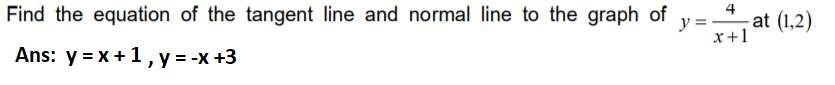 Find the equation of the tangent line and normal line to the graph of y = 4/(x+1) at (1,2)
Ans: y = x + 1 , y = -x +3